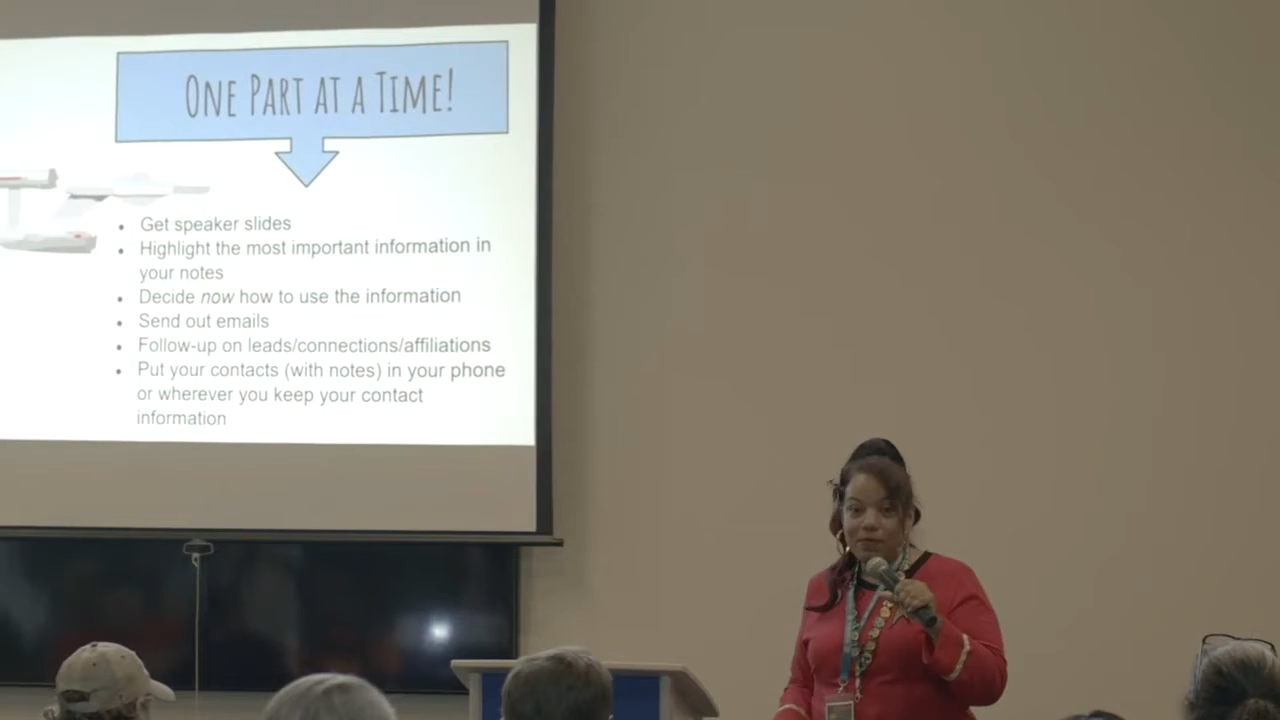 One Part at a Time!
• Get speaker slides
• Highlight the most important information in
your notes
• Decide now how to use the information
• Send out emails
• Follow-up on leads/connections/affiliations
• Put your contacts (with notes) in your phone
or wherever you keep your contact
information